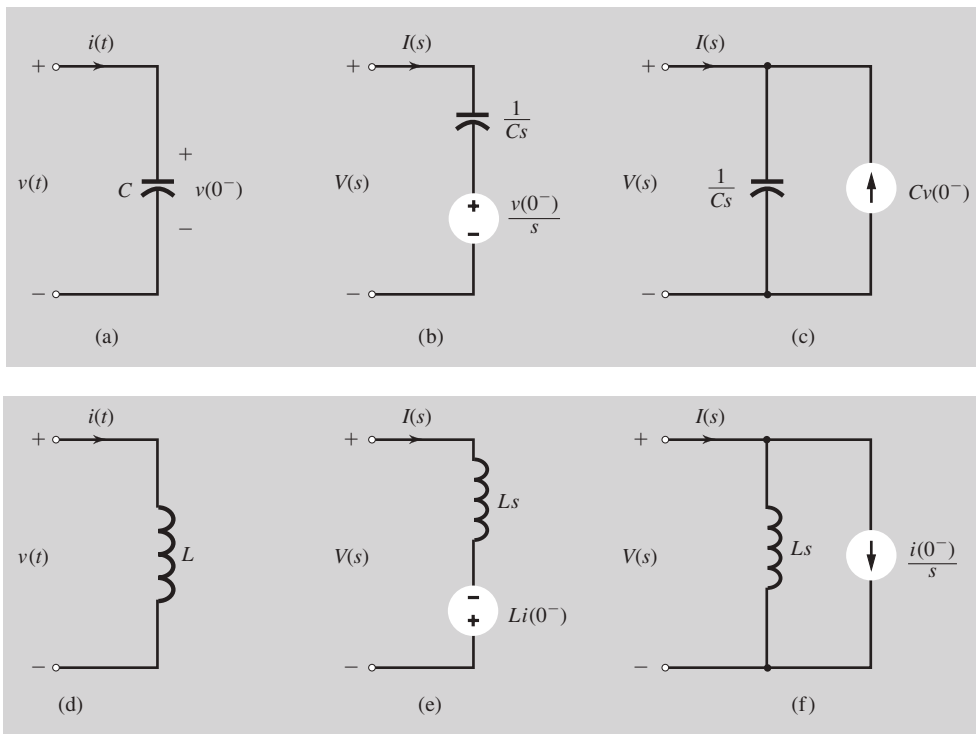 i(t) I(s) I(s)
+ + +
1/Cs
+
v(t) C v(0⁻) V(s) V(s) 1/Cs Cv(0⁻)
+ v(0⁻)/s
−
−
− − −
(a) (b) (c)
i(t) I(s) I(s)
+ + +
Ls
v(t) L V(s) V(s) Ls i(0⁻)/s
− Li(0⁻)
+
− − −
(d) (e) (f)